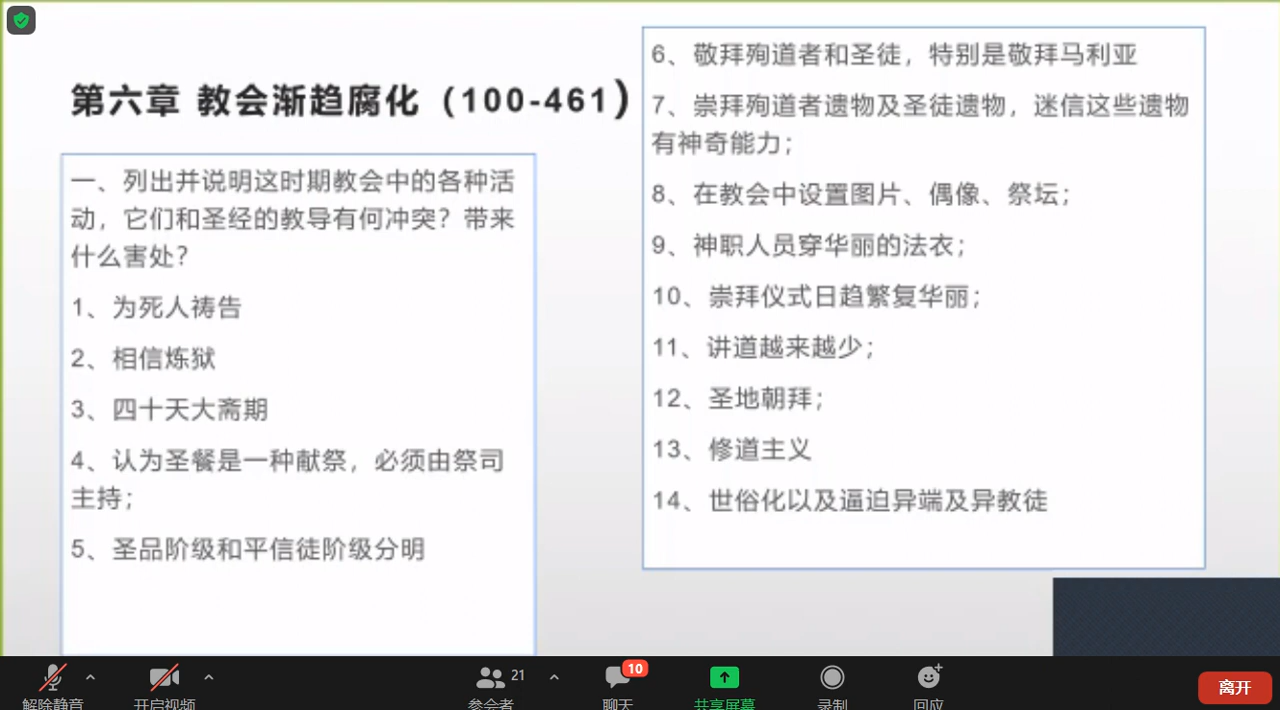 第六章 教会渐趋腐化（100-461）
一、列出并说明这时期教会中的各种活
动，它们和圣经的教导有何冲突？带来
什么害处？
1、为死人祷告
2、相信炼狱
3、四十天大斋期
4、认为圣餐是一种献祭，必须由祭司
主持；
5、圣品阶级和平信徒阶级分明
6、敬拜殉道者和圣徒，特别是敬拜马利亚
7、崇拜殉道者遗物及圣徒遗物，迷信这些遗物
有神奇能力；
8、在教会中设置图片、偶像、祭坛；
9、神职人员穿华丽的法衣；
10、崇拜仪式日趋繁复华丽；
11、讲道越来越少；
12、圣地朝拜；
13、修道主义
14、世俗化以及逼迫异端及异教徒
解除静音
开启视频
21
参会者
10
聊天
共享屏幕
录制
回应
离开